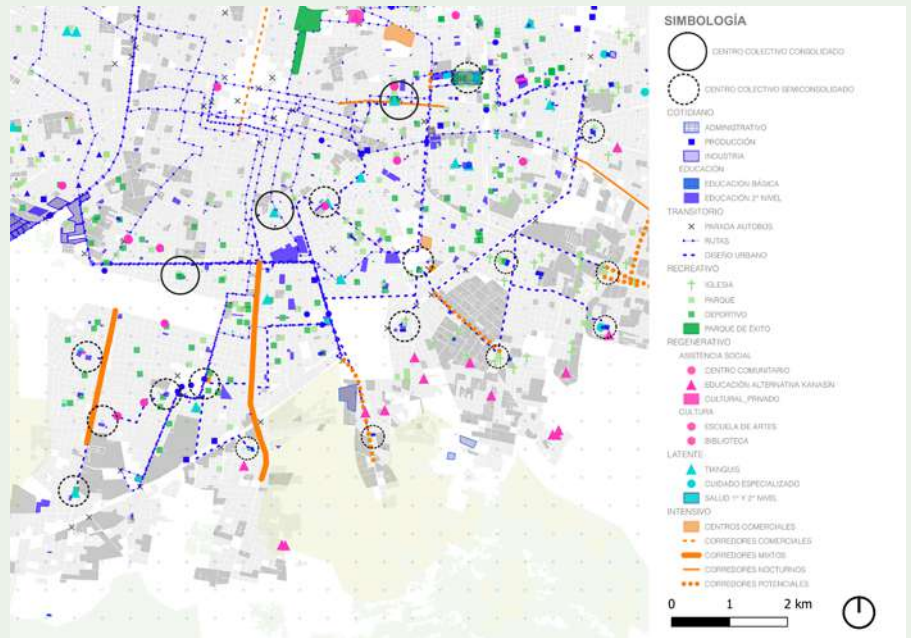 SIMBOLOGÍA
CENTRO COLECTIVO CONSOLIDADO
CENTRO COLECTIVO SEMICONSOLIDADO
COTIDIANO
ADMINISTRATIVO
PRODUCCIÓN
INDUSTRIA
EDUCACIÓN
EDUCACIÓN BÁSICA
EDUCACIÓN 2º NIVEL
TRANSITORIO
PARADA AUTOBÚS
RUTAS
DISEÑO URBANO
RECREATIVO
IGLESIA
PARQUE
DEPORTIVO
PARQUE DE ÉXITO
REGENERATIVO
ASISTENCIA SOCIAL
CENTRO COMUNITARIO
EDUCACIÓN ALTERNATIVA KANASÍN
CULTURAL_PRIVADO
CULTURA
ESCUELA DE ARTES
BIBLIOTECA
LATENTE
TIANGUIS
CUIDADO ESPECIALIZADO
SALUD 1º Y 2º NIVEL
INTENSIVO
CENTROS COMERCIALES
CORREDORES COMERCIALES
CORREDORES MIXTOS
CORREDORES NOCTURNOS
CORREDORES POTENCIALES
0 1 2 km